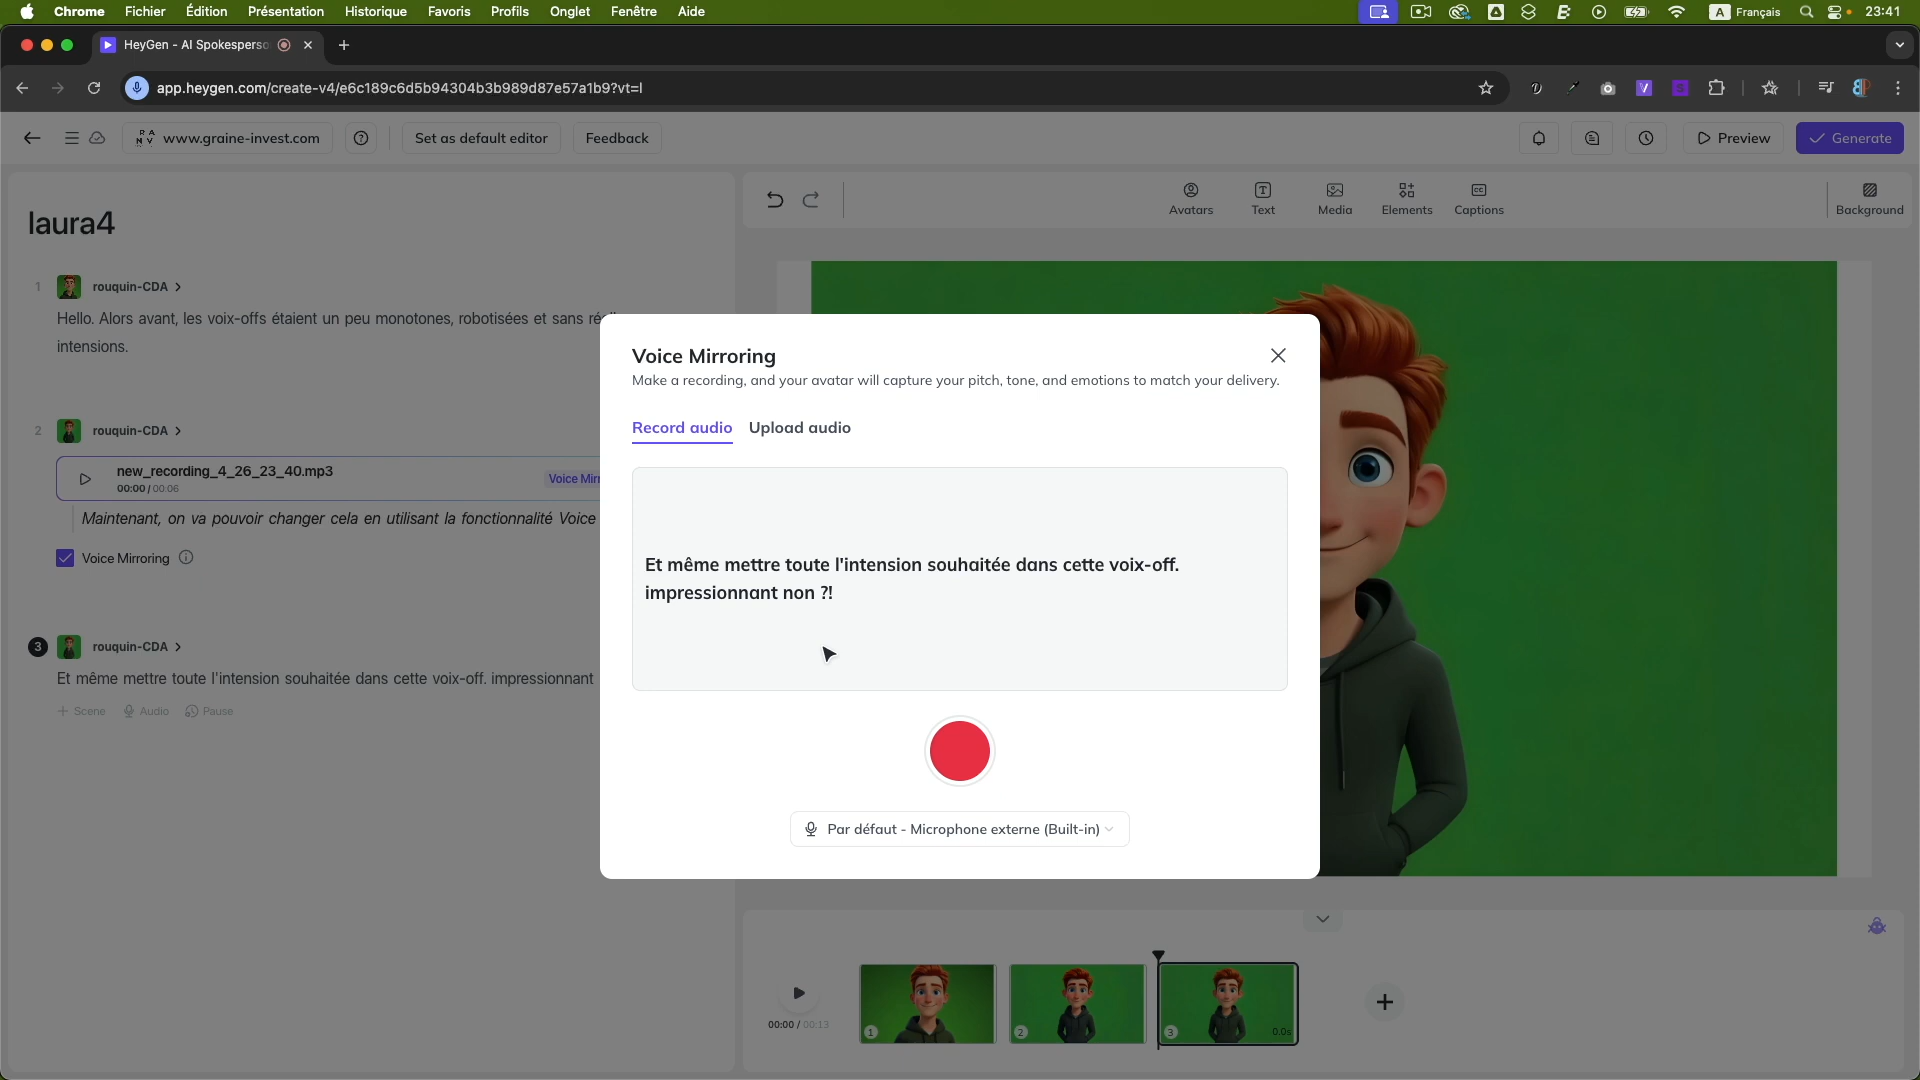 Chrome Fichier Édition Présentation Historique Favoris Profils Onglet Fenêtre Aide
A Français 23:41
HeyGen - AI Spokesperso
app.heygen.com/create-v4/e6c189c6d5b94304b3b989d87e57a1b9?vt=l
www.graine-invest.com Set as default editor Feedback
Preview Generate
laura4
Avatars Text Media Elements Captions Background
1 rouquin-CDA >
Hello. Alors avant, les voix-offs étaient un peu monotones, robotisées et sans
intensions.
2 rouquin-CDA >
new_recording_4_26_23_40.mp3
00:00 / 00:06
Voice Mirr
Maintenant, on va pouvoir changer cela en utilisant la fonctionnalité Voice
Voice Mirroring
3 rouquin-CDA >
Et même mettre toute l'intension souhaitée dans cette voix-off. impressionnant
+ Scene Audio Pause
Voice Mirroring
Make a recording, and your avatar will capture your pitch, tone, and emotions to match your delivery.
Record audio Upload audio
Et même mettre toute l'intension souhaitée dans cette voix-off.
impressionnant non ?!
Par défaut - Microphone externe (Built-in)
00:00 / 00:13
1
2
3 0.0s